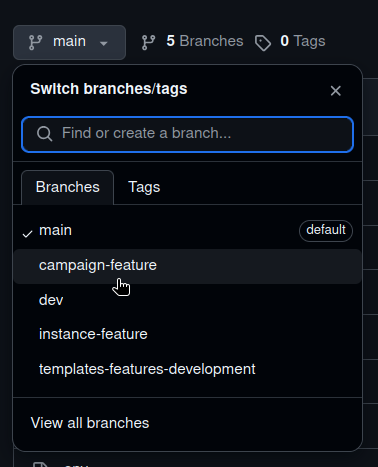 main 5 Branches 0 Tags
Switch branches/tags
Find or create a branch...
Branches Tags
main default
campaign-feature
dev
instance-feature
templates-features-development
View all branches